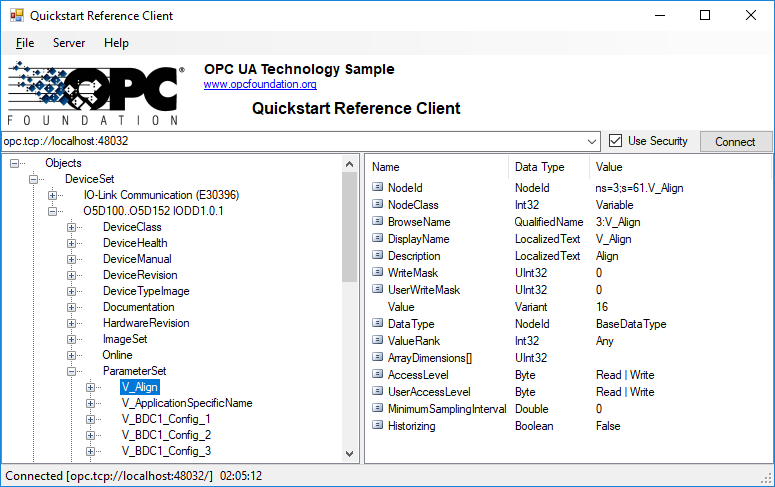 Quickstart Reference Client
File Server Help
OPC
FOUNDATION
®
OPC UA Technology Sample
www.opcfoundation.org
Quickstart Reference Client
opc.tcp://localhost:48032
Use Security
Connect
Objects
DeviceSet
IO-Link Communication (E30396)
O5D100..O5D152 IODD1.0.1
DeviceClass
DeviceHealth
DeviceManual
DeviceRevision
DeviceTypeImage
Documentation
HardwareRevision
ImageSet
Online
ParameterSet
V_Align
V_ApplicationSpecificName
V_BDC1_Config_1
V_BDC1_Config_2
V_BDC1_Config_3
Name Data Type Value
NodeId NodeId ns=3;s=61.V_Align
NodeClass Int32 Variable
BrowseName QualifiedName 3:V_Align
DisplayName LocalizedText V_Align
Description LocalizedText Align
WriteMask UInt32 0
UserWriteMask UInt32 0
Value Variant 16
DataType NodeId BaseDataType
ValueRank Int32 Any
ArrayDimensions[] UInt32
AccessLevel Byte Read | Write
UserAccessLevel Byte Read | Write
MinimumSamplingInterval Double 0
Historizing Boolean False
Connected [opc.tcp://localhost:48032/] 02:05:12